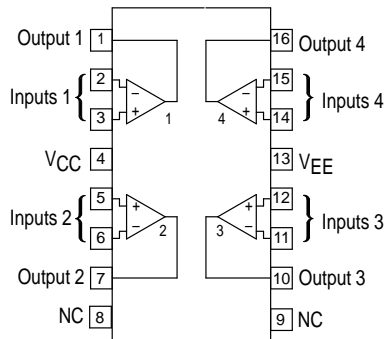 Output 1 1 16 Output 4
2 − − 15
Inputs 1 { } Inputs 4
3 + 1 4 + 14
VCC 4 13 VEE
5 + + 12
Inputs 2 { 2 3 } Inputs 3
6 − − 11
Output 2 7 10 Output 3
NC 8 9 NC